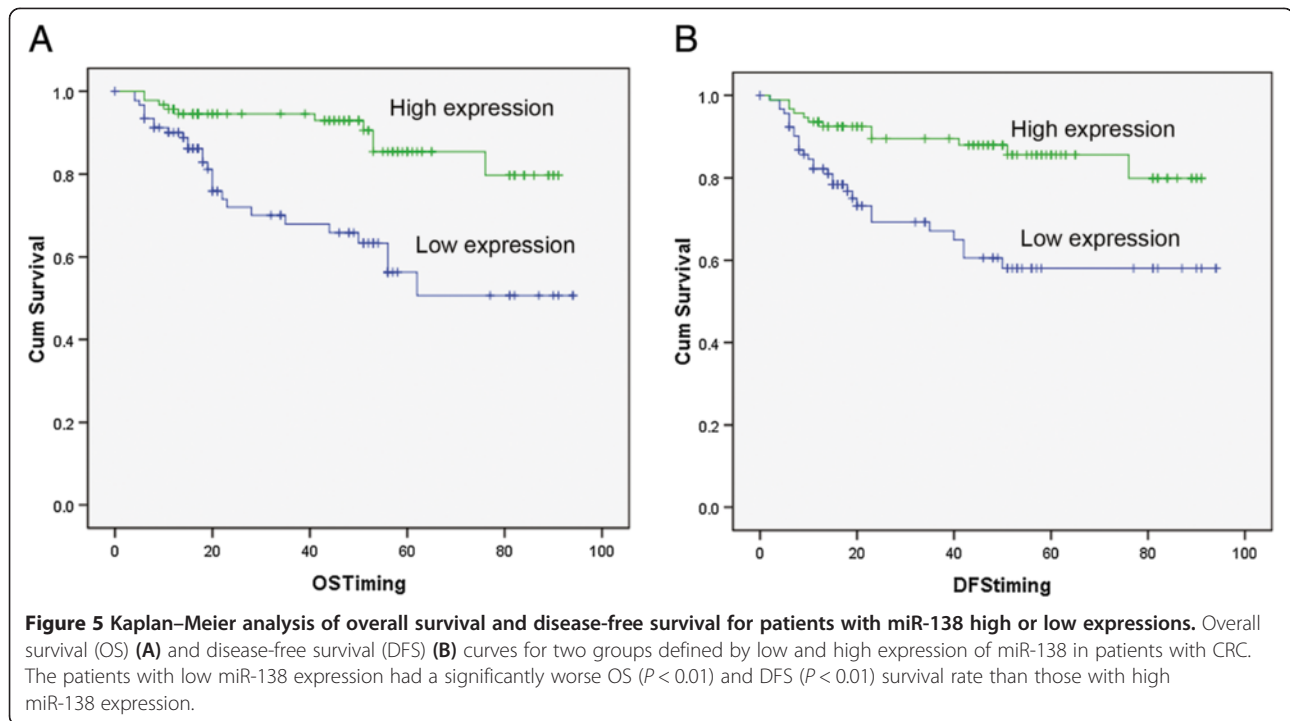 A
1.0
0.8
0.6
0.4
0.2
0.0
Cum Survival
High expression
Low expression
0 20 40 60 80 100
OSTiming
B
1.0
0.8
0.6
0.4
0.2
0.0
Cum Survival
High expression
Low expression
0 20 40 60 80 100
DFStiming
Figure 5 Kaplan–Meier analysis of overall survival and disease-free survival for patients with miR-138 high or low expressions. Overall
survival (OS) (A) and disease-free survival (DFS) (B) curves for two groups defined by low and high expression of miR-138 in patients with CRC.
The patients with low miR-138 expression had a significantly worse OS (P < 0.01) and DFS (P < 0.01) survival rate than those with high
miR-138 expression.